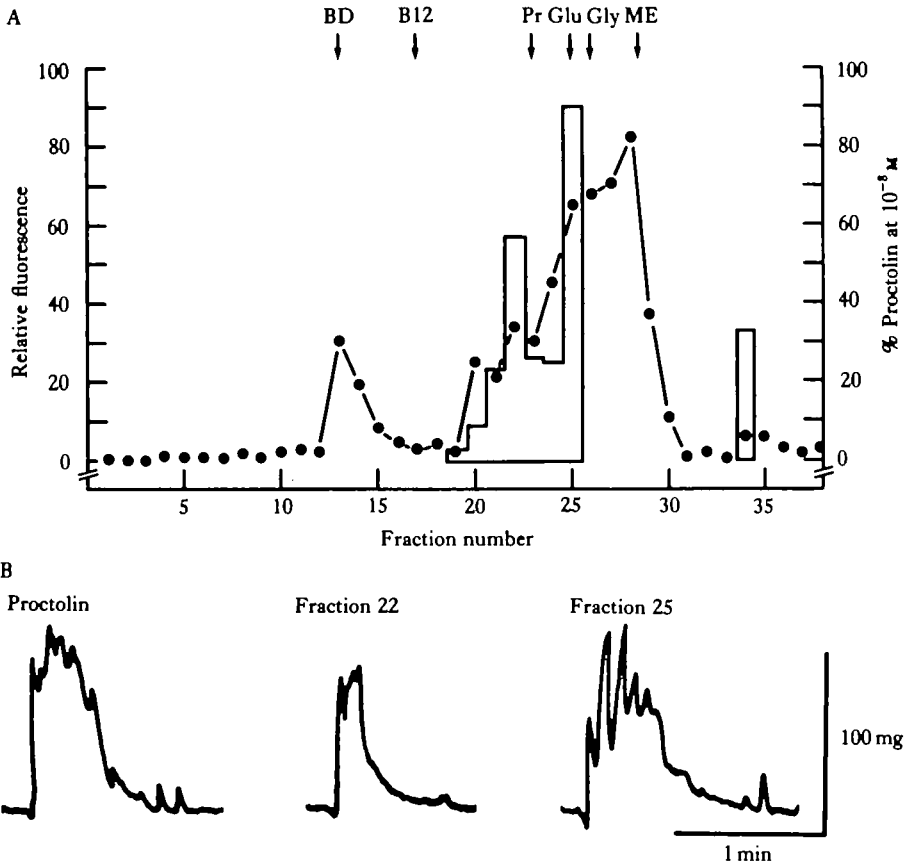 A
BD B12 Pr Glu Gly ME
100 100
80 80
60 60
40 40
20 20
0 0
Relative fluorescence
% Proctolin at 10⁻⁸ M
5 10 15 20 25 30 35
Fraction number
B
Proctolin Fraction 22 Fraction 25
100 mg
1 min